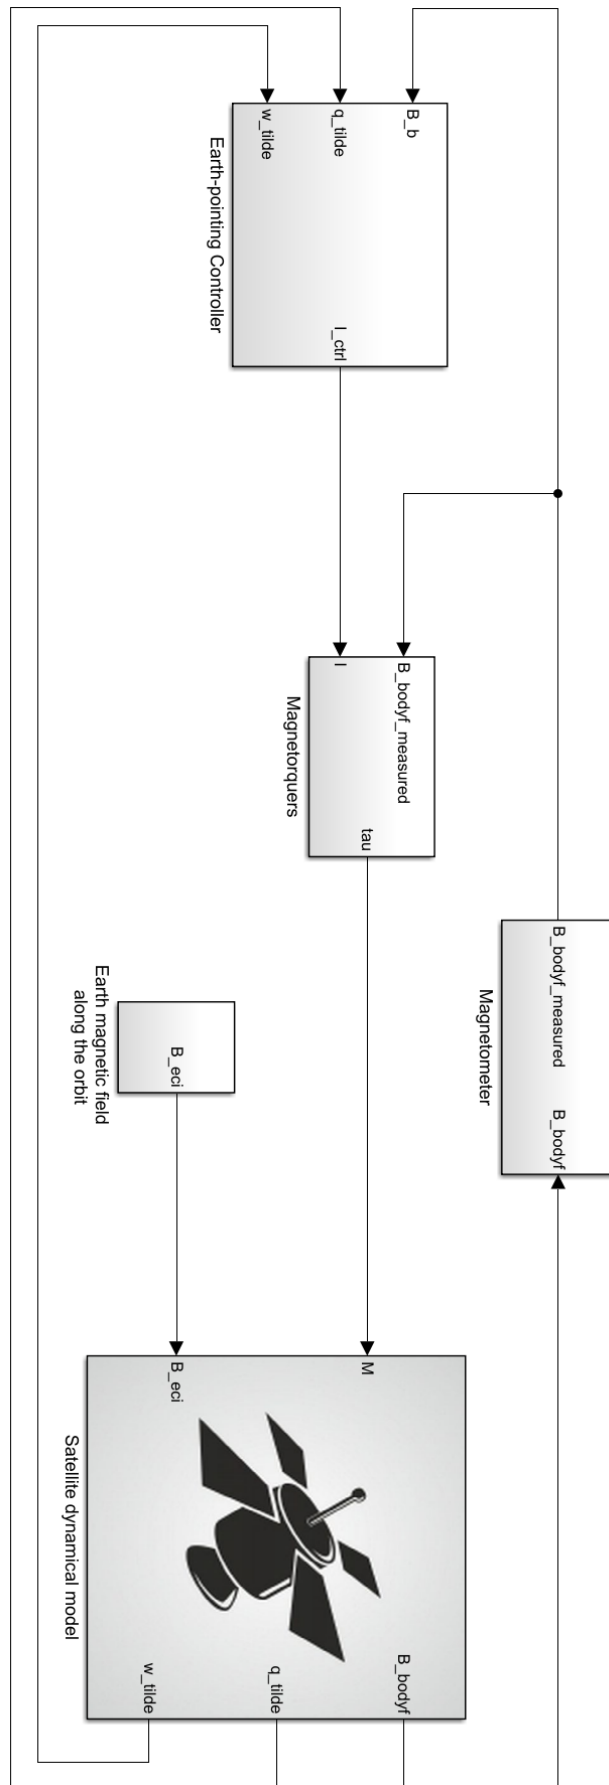 B_b
q_tilde
w_tilde
I_ctrl
Earth-pointing Controller
B_bodyf_measured
I
tau
Magnetorquers
B_bodyf_measured
B_bodyf
Magnetometer
B_eci
Earth magnetic field
along the orbit
M
B_eci
B_bodyf
q_tilde
w_tilde
Satellite dynamical model